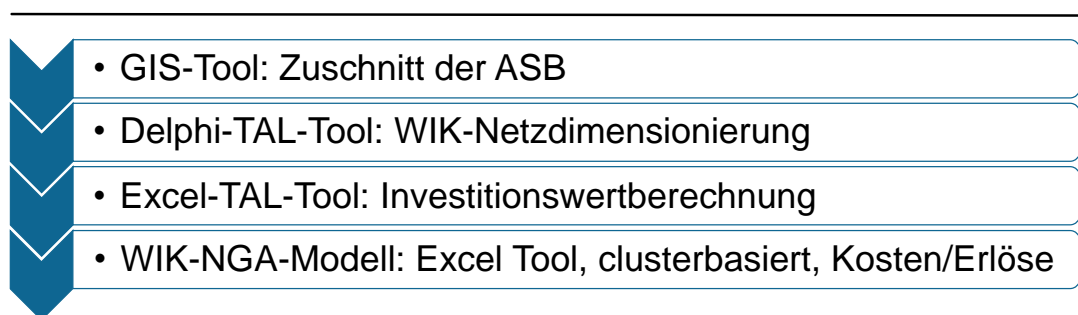 • GIS-Tool: Zuschnitt der ASB
• Delphi-TAL-Tool: WIK-Netzdimensionierung
• Excel-TAL-Tool: Investitionswertberechnung
• WIK-NGA-Modell: Excel Tool, clusterbasiert, Kosten/Erlöse